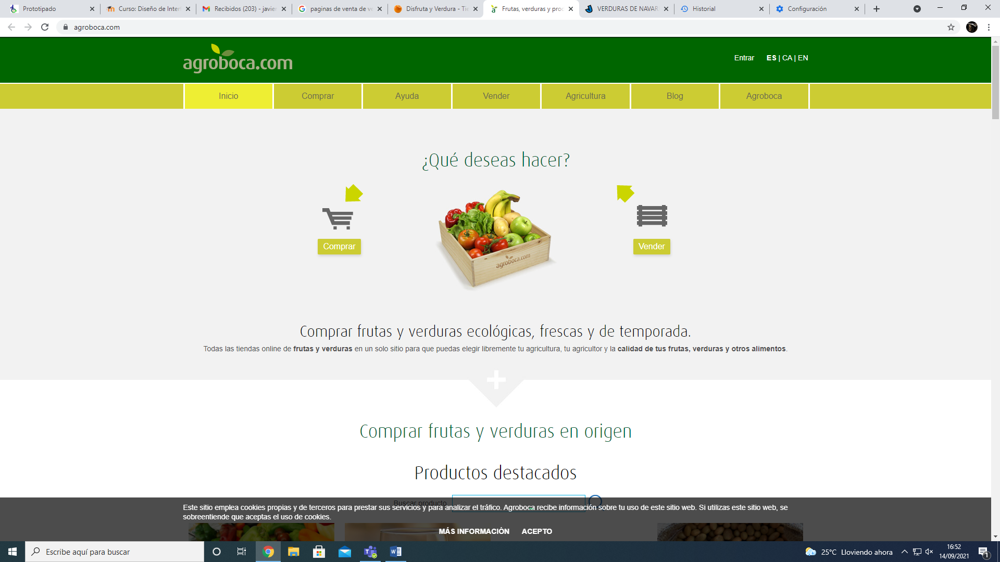 Prototipado
Curso: Diseño de Inter
Recibidos (203) - javier
paginas de venta de ve
Disfruta y Verdura - Tie
Frutas, verduras y proc
VERDURAS DE NAVAR
Historial
Configuración
agroboca.com
agroboca.com
Entrar ES | CA | EN
Inicio Comprar Ayuda Vender Agricultura Blog Agroboca
¿Qué deseas hacer?
Comprar
agroboca.com
Vender
Comprar frutas y verduras ecológicas, frescas y de temporada.
Todas las tiendas online de frutas y verduras en un solo sitio para que puedas elegir libremente tu agricultura, tu agricultor y la calidad de tus frutas, verduras y otros alimentos.
Comprar frutas y verduras en origen
Productos destacados
Buscar producto
Este sitio emplea cookies propias y de terceros para prestar sus servicios y para analizar el tráfico. Agroboca recibe información sobre tu uso de este sitio web. Si utilizas este sitio web, se
sobreentiende que aceptas el uso de cookies.
MÁS INFORMACIÓN ACEPTO
Escribe aquí para buscar
25°C Lloviendo ahora
16:52
14/09/2021
1